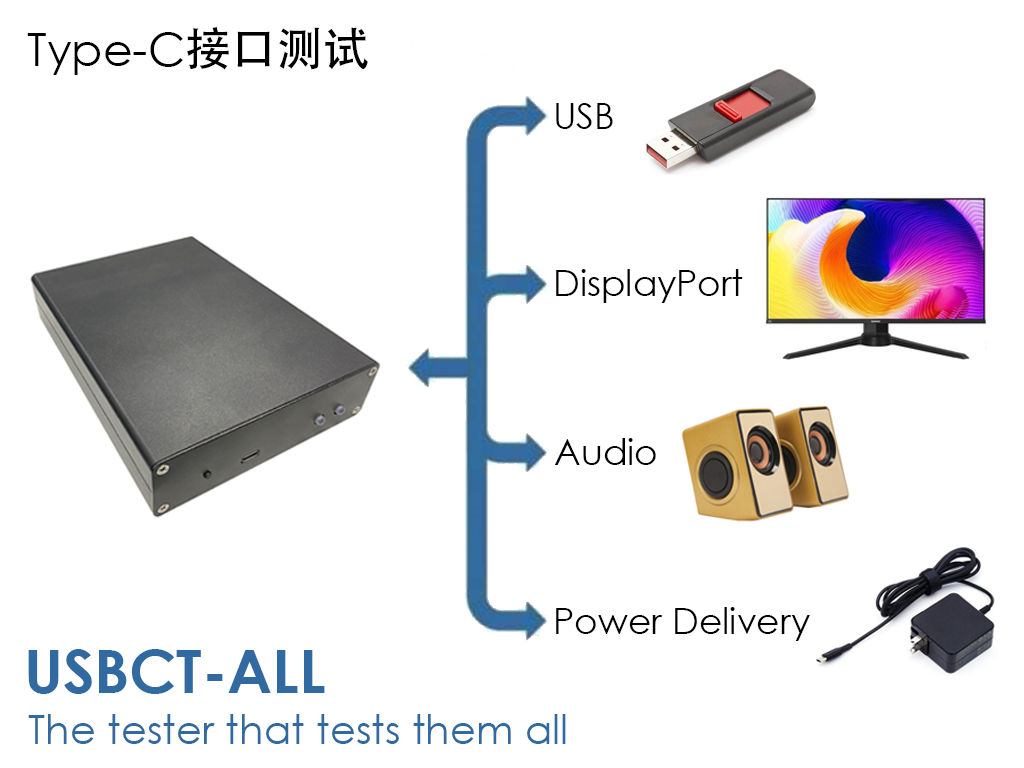 Type-C接口测试
USB
DisplayPort
Audio
Power Delivery
USBCT-ALL
The tester that tests them all